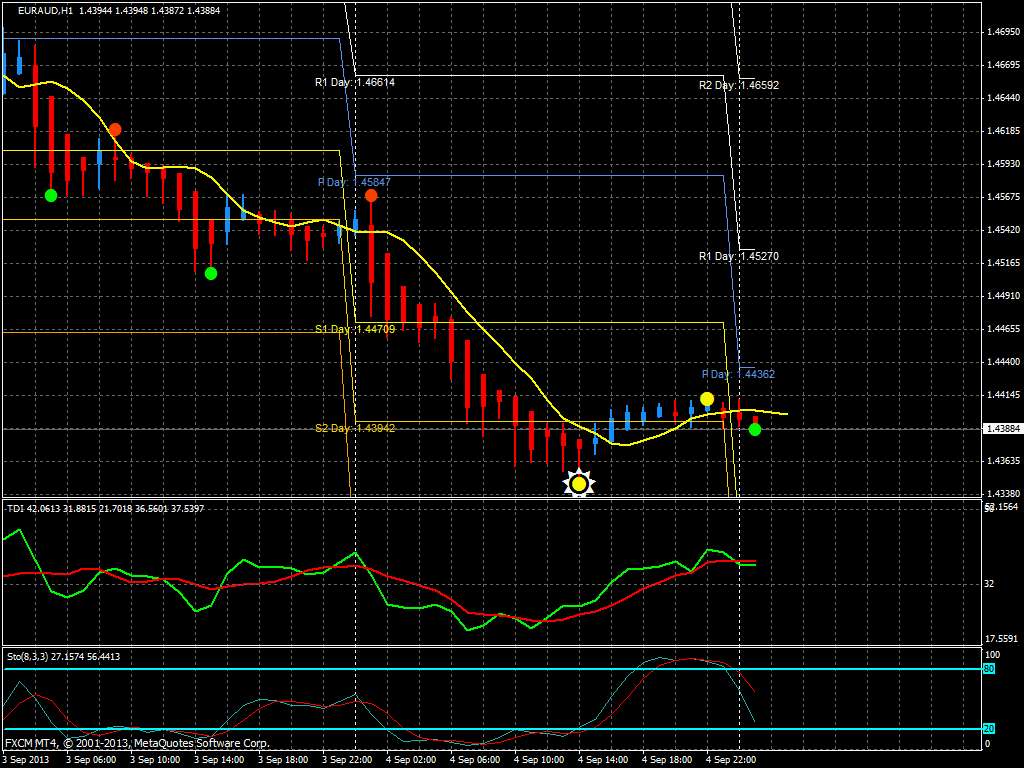 EURAUD,H1 1.43944 1.43948 1.43872 1.43884
1.46950
1.46695
R1 Day: 1.46614
R2 Day: 1.46592
1.46440
1.46185
1.45930
P Day: 1.45847
1.45675
1.45420
R1 Day: 1.45270
1.45165
1.44910
S1 Day: 1.44709
1.44655
1.44400
P Day: 1.44362
1.44145
S2 Day: 1.43942
1.43884
1.43635
1.43380
TDI 42.0613 31.8815 21.7018 36.5601 37.5397
32
17.5591
Sto(8,3,3) 27.1574 56.4413
100
80
20
0
FXCM MT4, © 2001-2013, MetaQuotes Software Corp.
3 Sep 2013 3 Sep 06:00 3 Sep 10:00 3 Sep 14:00 3 Sep 18:00 3 Sep 22:00 4 Sep 02:00 4 Sep 06:00 4 Sep 10:00 4 Sep 14:00 4 Sep 18:00 4 Sep 22:00